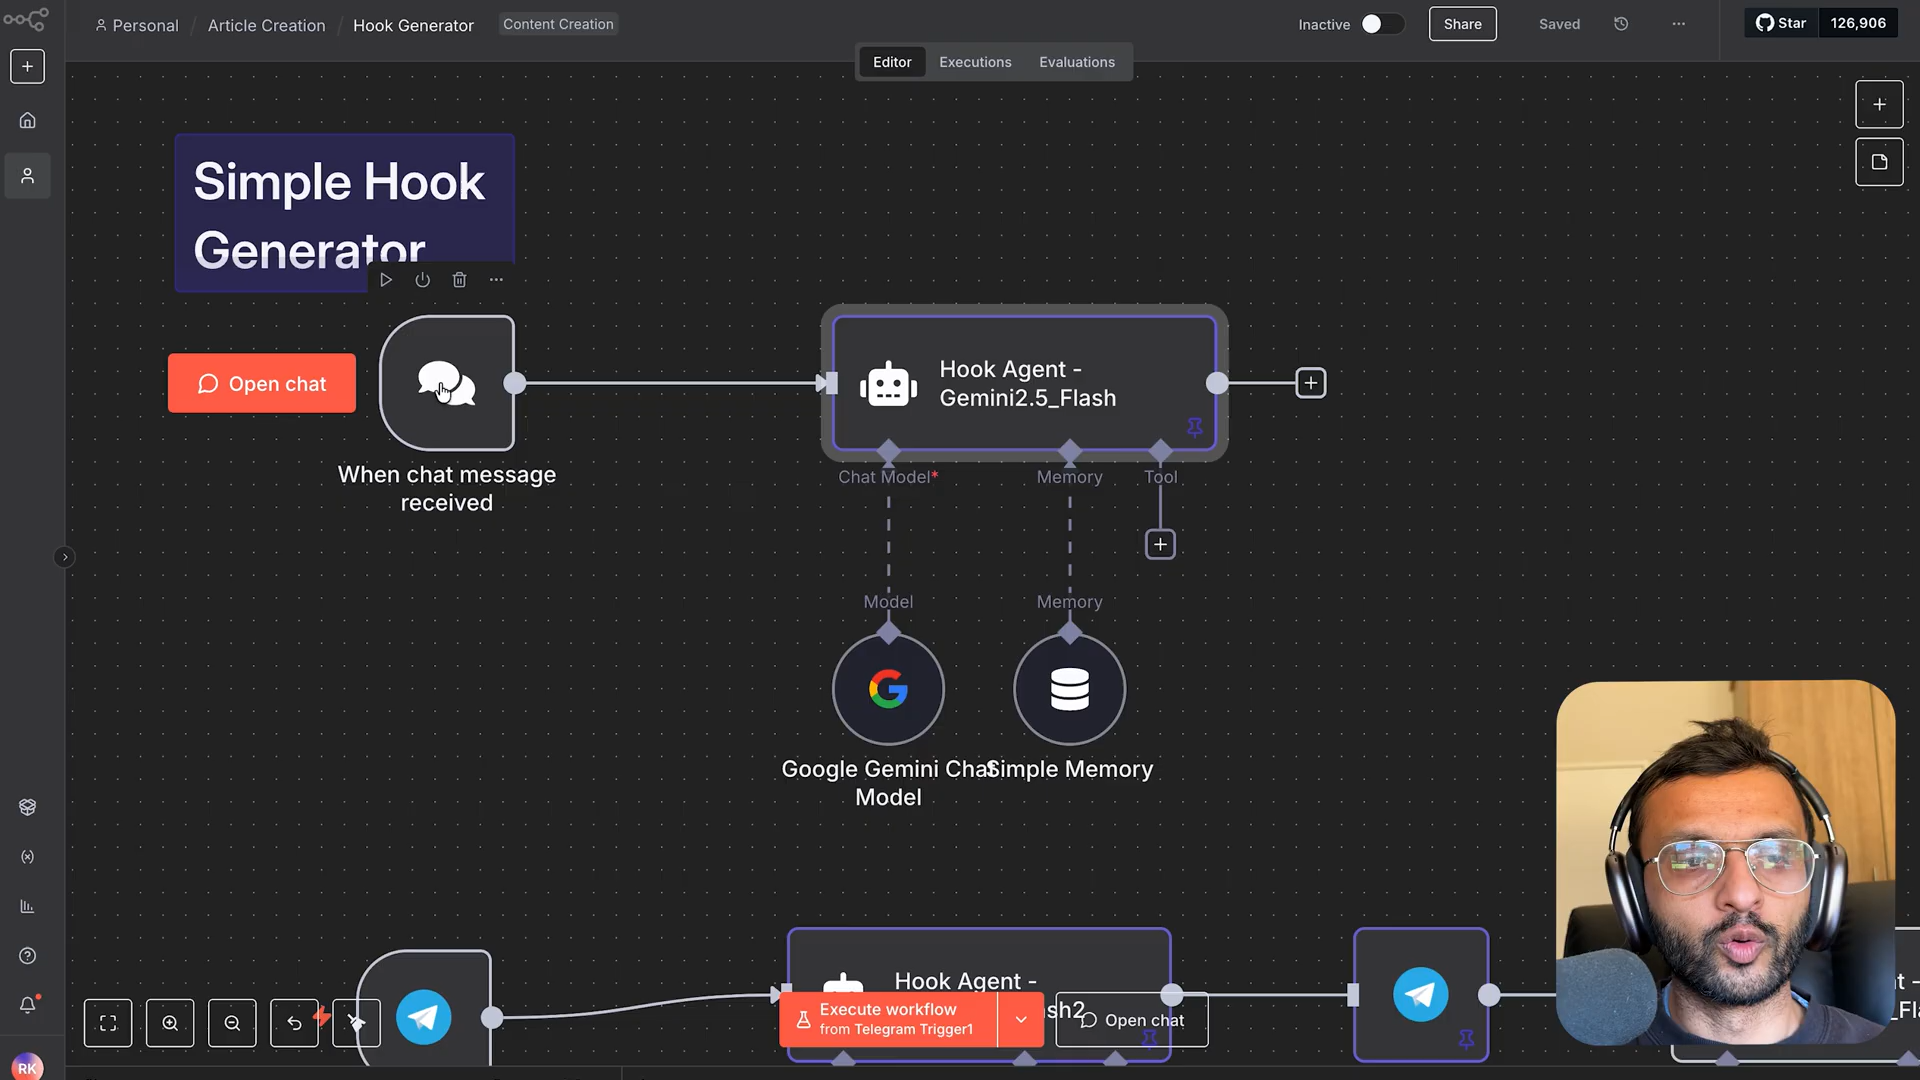 Personal / Article Creation / Hook Generator
Content Creation
Inactive
Share
Saved
Star
126,906
Editor
Executions
Evaluations
Simple Hook
Generator
Open chat
Hook Agent -
Gemini2.5_Flash
When chat message
received
Chat Model*
Memory
Tool
Model
Memory
Google Gemini Chat
Model
Simple Memory
Hook Agent -
Execute workflow
from Telegram Trigger1
sh2
Open chat
RK